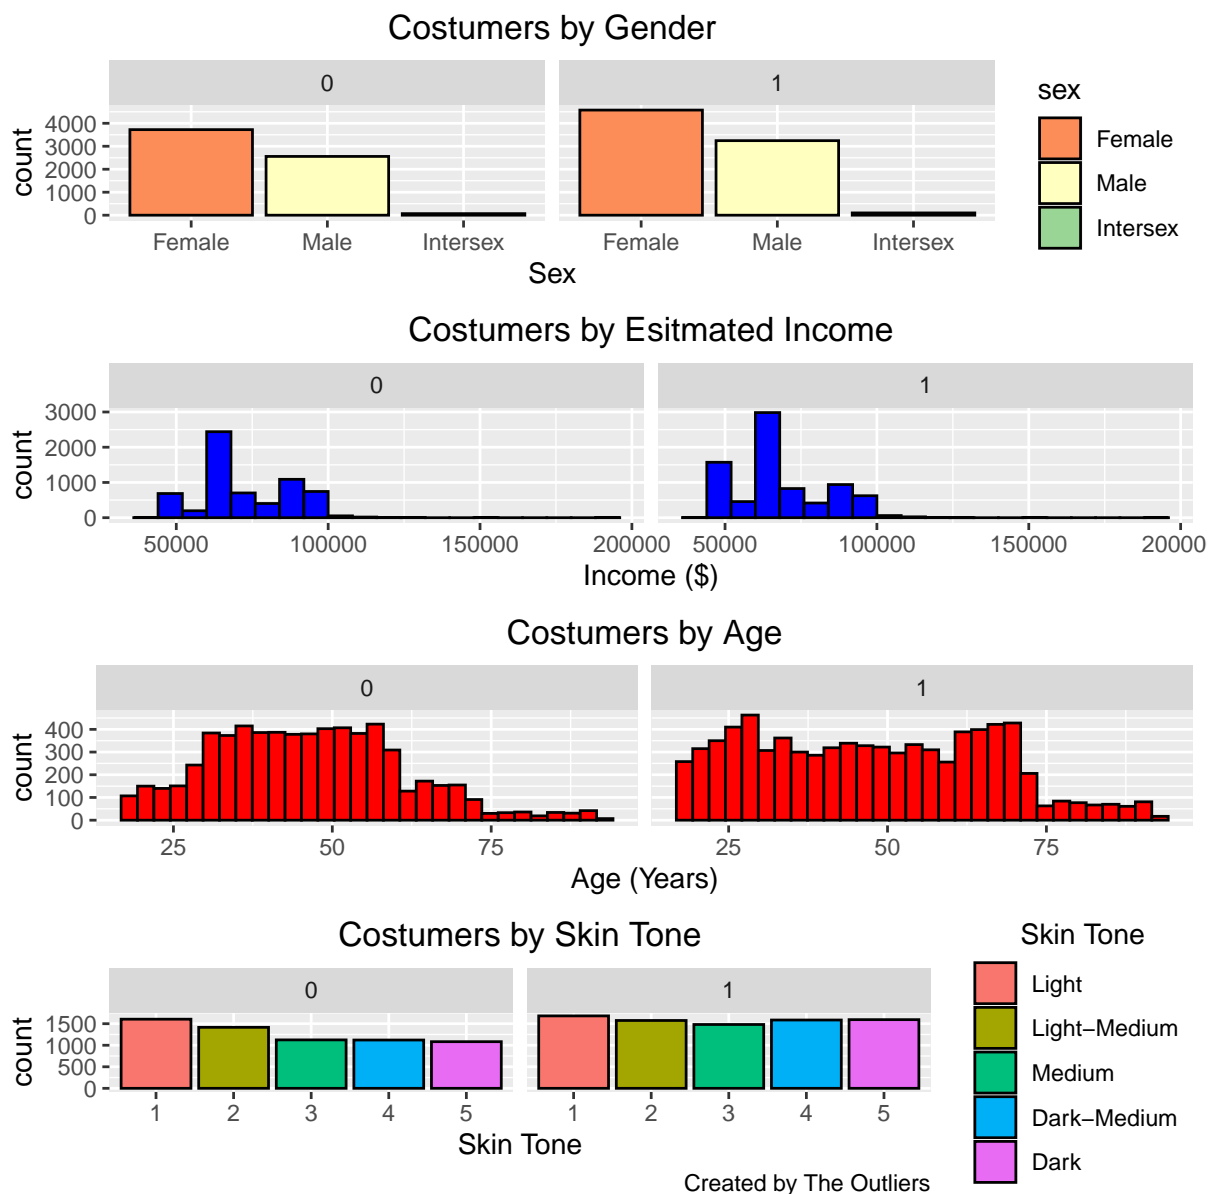 Costumers by Gender
0 1
count
4000
3000
2000
1000
0
Female Male Intersex Female Male Intersex
Sex
sex
Female
Male
Intersex
Costumers by Esitmated Income
0 1
count
3000
2000
1000
0
50000 100000 150000 200000 50000 100000 150000 20000
Income ($)
Costumers by Age
0 1
count
400
300
200
100
0
25 50 75 25 50 75
Age (Years)
Costumers by Skin Tone
0 1
count
1500
1000
500
0
1 2 3 4 5 1 2 3 4 5
Skin Tone
Skin Tone
Light
Light−Medium
Medium
Dark−Medium
Dark
Created by The Outliers